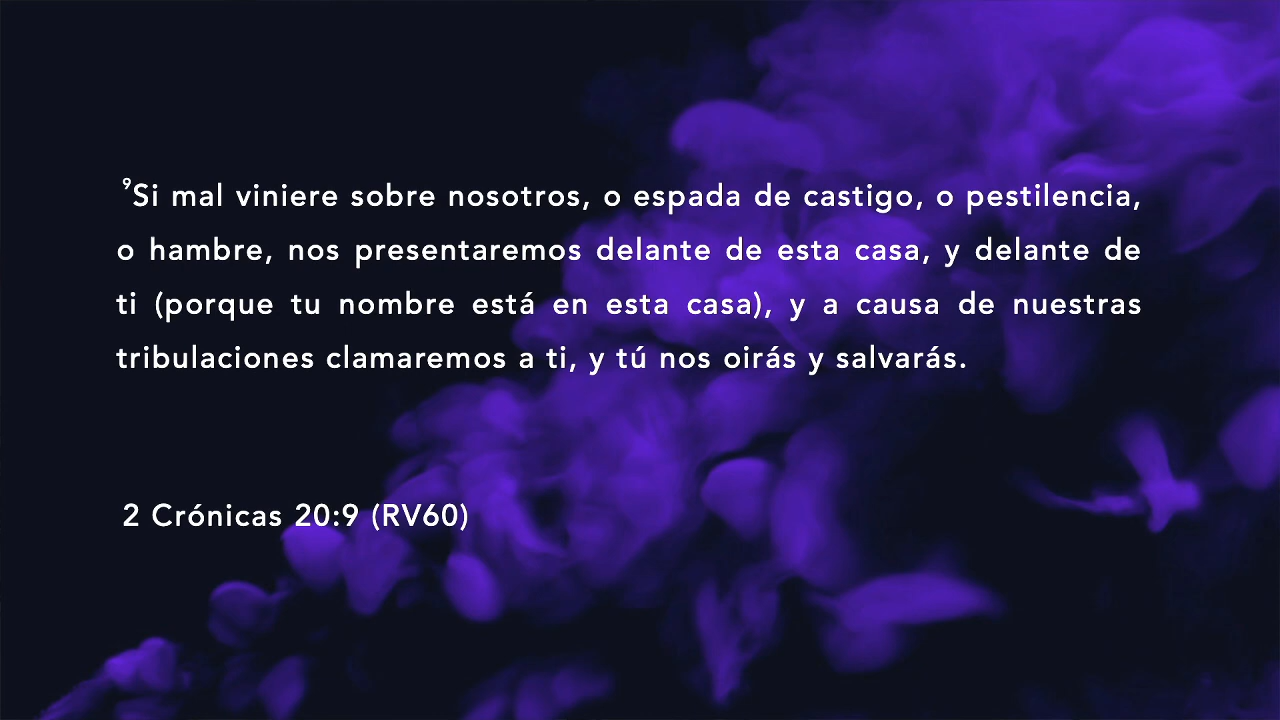 ⁹Si mal viniere sobre nosotros, o espada de castigo, o pestilencia,
o hambre, nos presentaremos delante de esta casa, y delante de
ti (porque tu nombre está en esta casa), y a causa de nuestras
tribulaciones clamaremos a ti, y tú nos oirás y salvarás.
2 Crónicas 20:9 (RV60)